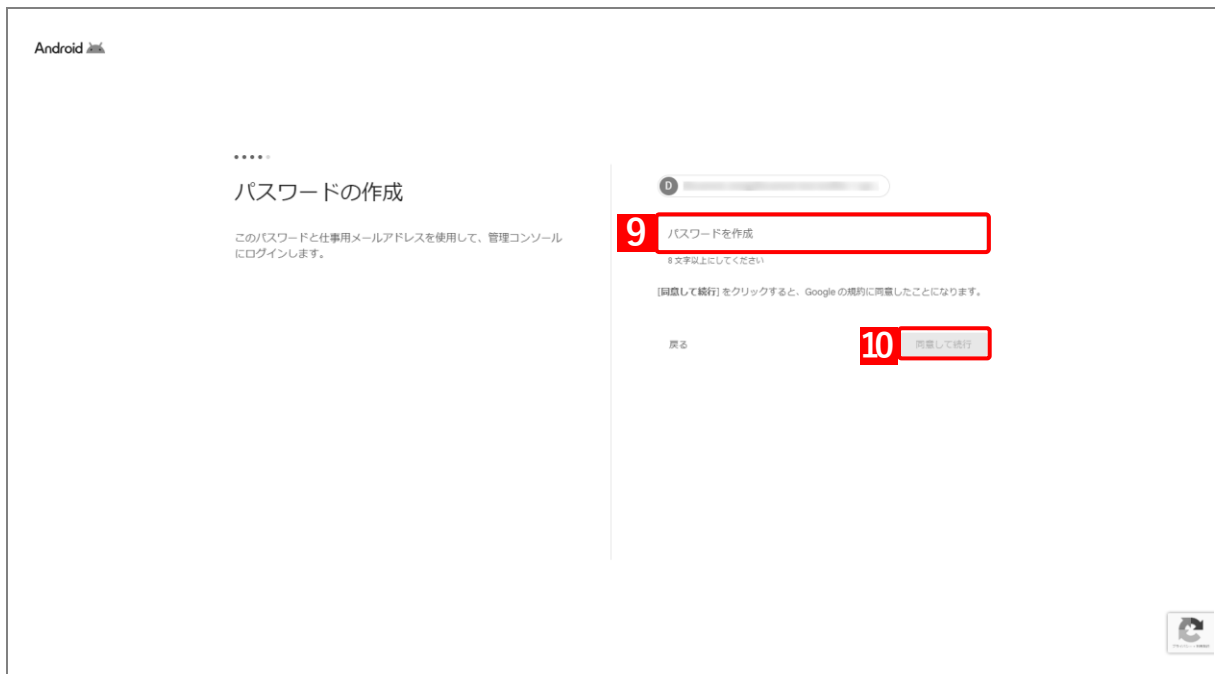 Android
パスワードの作成
このパスワードと仕事用メールアドレスを使用して、管理コンソール
にログインします。
D
9
パスワードを作成
8 文字以上にしてください
[同意して続行] をクリックすると、Google の規約に同意したことになります。
戻る
10
同意して続行